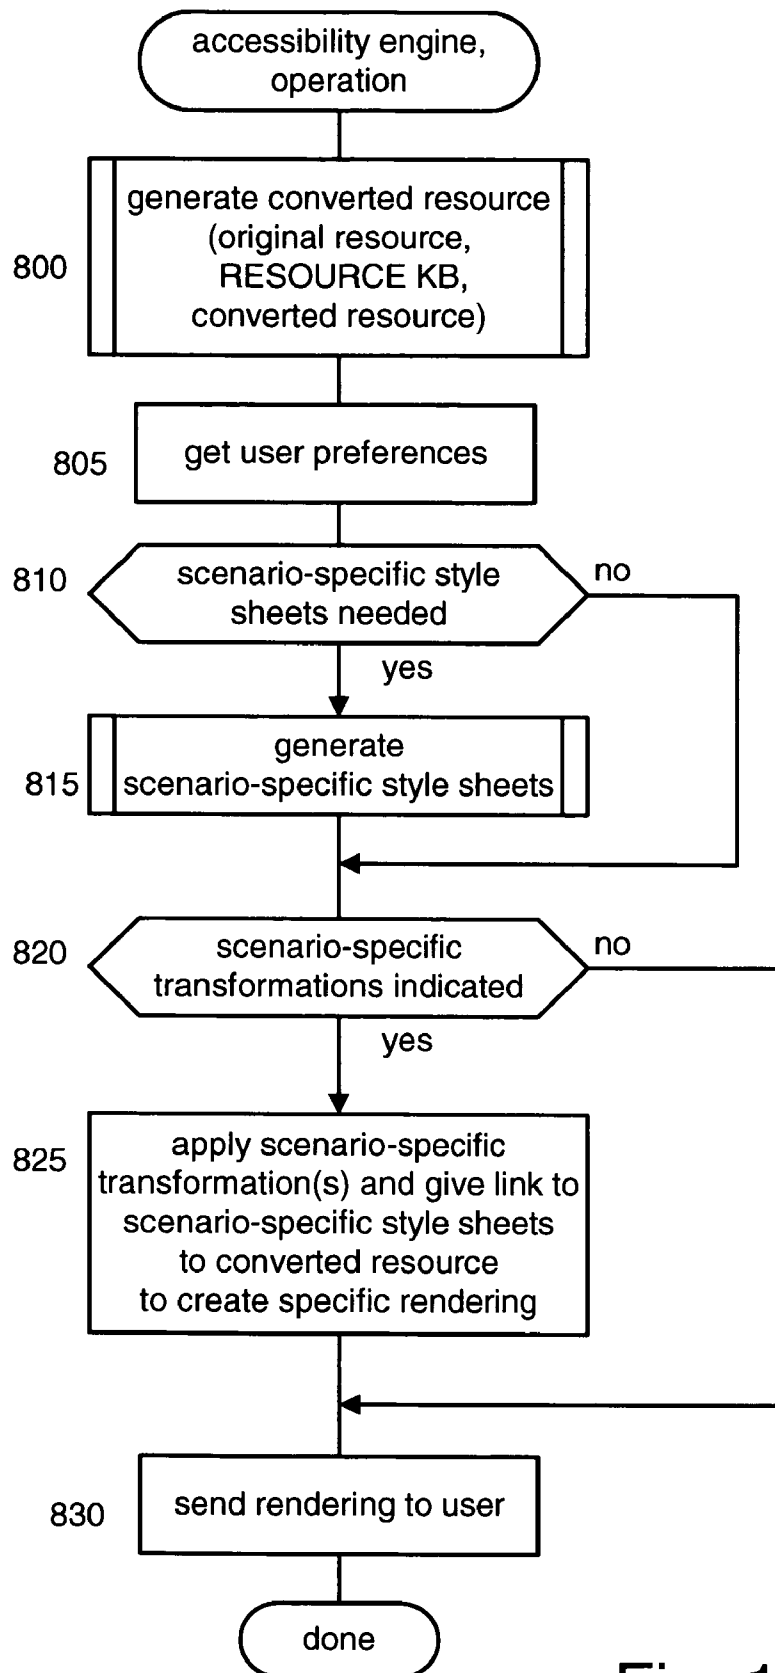 accessibility engine,
operation
800
generate converted resource
(original resource,
RESOURCE KB,
converted resource)
805
get user preferences
810
scenario-specific style
sheets needed
no
yes
815
generate
scenario-specific style sheets
820
scenario-specific
transformations indicated
no
yes
825
apply scenario-specific
transformation(s) and give link to
scenario-specific style sheets
to converted resource
to create specific rendering
830
send rendering to user
done